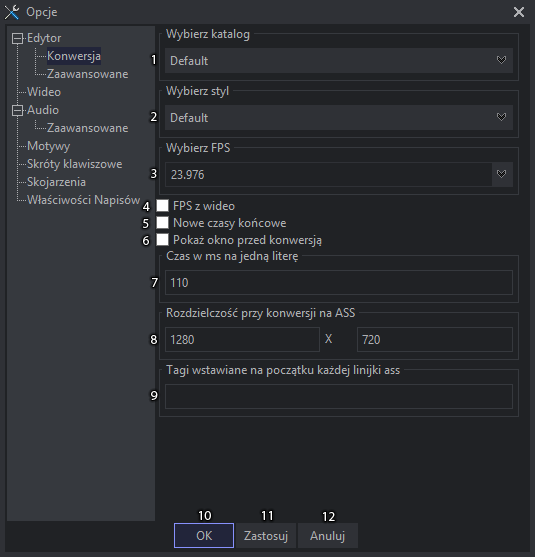 Opcje
Edytor
Konwersja
Zaawansowane
Wideo
Audio
Zaawansowane
Motywy
Skróty klawiszowe
Skojarzenia
Właściwości Napisów
Wybierz katalog
1 Default
Wybierz styl
2 Default
Wybierz FPS
3 23.976
4 FPS z wideo
5 Nowe czasy końcowe
6 Pokaż okno przed konwersją
Czas w ms na jedną literę
7 110
Rozdzielczość przy konwersji na ASS
8 1280 X 720
Tagi wstawiane na początku każdej linijki ass
9
10 11 12
OK Zastosuj Anuluj